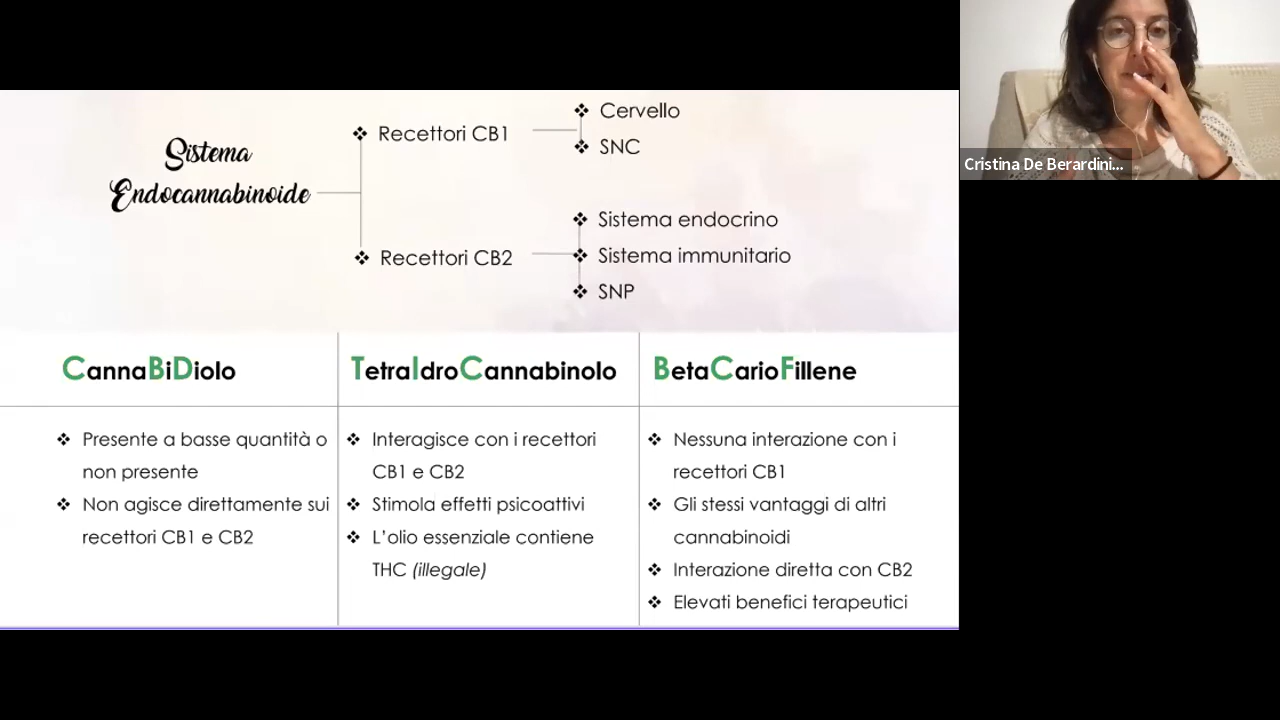 Sistema
Endocannabinoide
❖ Recettori CB1
❖ Cervello
❖ SNC
❖ Recettori CB2
❖ Sistema endocrino
❖ Sistema immunitario
❖ SNP
CannaBiDiolo
❖ Presente a basse quantità o
non presente
❖ Non agisce direttamente sui
recettori CB1 e CB2
TetraIdroCannabinolo
❖ Interagisce con i recettori
CB1 e CB2
❖ Stimola effetti psicoattivi
❖ L’olio essenziale contiene
THC (illegale)
BetaCarioFillene
❖ Nessuna interazione con i
recettori CB1
❖ Gli stessi vantaggi di altri
cannabinoidi
❖ Interazione diretta con CB2
❖ Elevati benefici terapeutici
Cristina De Berardini...